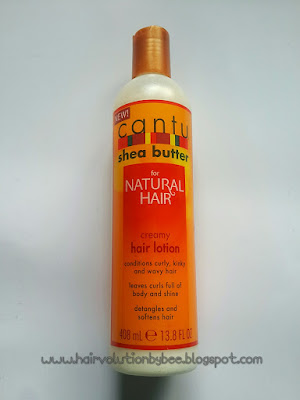 NEW!
cantu
shea butter
for
NATURAL
HAIR
creamy
hair lotion
conditions curly, kinky
and wavy hair
leaves curls full of
body and shine
detangles and
softens hair
408 mL e 13.8 FL OZ
www.hairvolutionbybee.blogspot.com